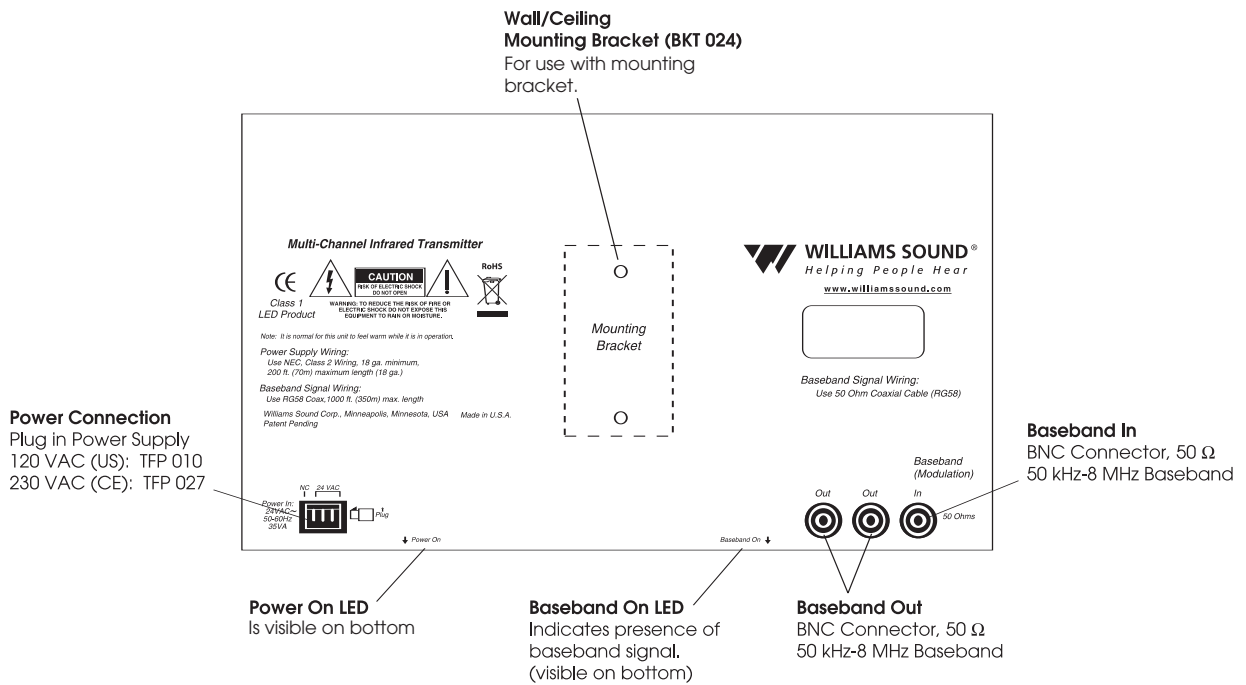 Wall/Ceiling
Mounting Bracket (BKT 024)
For use with mounting
bracket.
Multi-Channel Infrared Transmitter
CE
Class 1
LED Product
CAUTION
RISK OF ELECTRIC SHOCK
DO NOT OPEN
RoHS
WARNING: TO REDUCE THE RISK OF FIRE OR
ELECTRIC SHOCK DO NOT EXPOSE THIS
EQUIPMENT TO RAIN OR MOISTURE.
Note: It is normal for this unit to feel warm while it is in operation.
Power Supply Wiring:
Use NEC, Class 2 Wiring, 18 ga. minimum,
200 ft. (70m) maximum length (18 ga.)
Baseband Signal Wiring:
Use RG58 Coax,1000 ft. (350m) max. length
Williams Sound Corp., Minneapolis, Minnesota, USA Made in U.S.A.
Patent Pending
Mounting
Bracket
WILLIAMS SOUND®
Helping People Hear
www.williamssound.com
Baseband Signal Wiring:
Use 50 Ohm Coaxial Cable (RG58)
Power Connection
Plug in Power Supply
120 VAC (US): TFP 010
230 VAC (CE): TFP 027
NC 24 VAC
Power In:
24VAC~
50-60Hz
35VA
Plug
Power On
Baseband On
Baseband
(Modulation)
Out Out In
50 Ohms
Baseband In
BNC Connector, 50 Ω
50 kHz-8 MHz Baseband
Power On LED
Is visible on bottom
Baseband On LED
Indicates presence of
baseband signal.
(visible on bottom)
Baseband Out
BNC Connector, 50 Ω
50 kHz-8 MHz Baseband